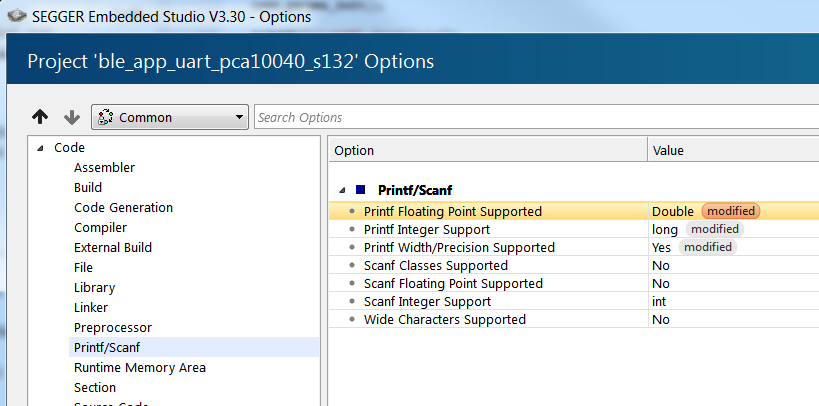 SEGGER Embedded Studio V3.30 - Options
Project 'ble_app_uart_pca10040_s132' Options
Common
Search Options
Code
Assembler
Build
Code Generation
Compiler
External Build
File
Library
Linker
Preprocessor
Printf/Scanf
Runtime Memory Area
Section
Option Value
Printf/Scanf
Printf Floating Point Supported Double modified
Printf Integer Support long modified
Printf Width/Precision Supported Yes modified
Scanf Classes Supported No
Scanf Floating Point Supported No
Scanf Integer Support int
Wide Characters Supported No